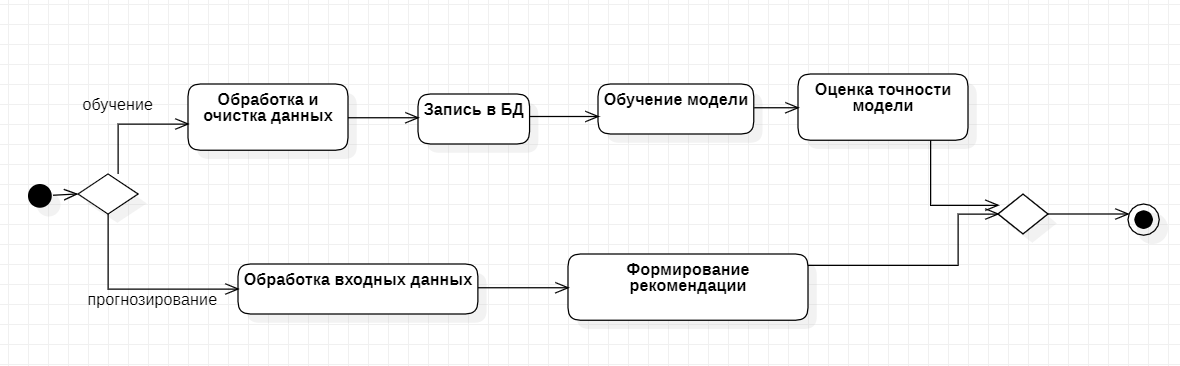 обучение
Обработка и
очистка данных
Запись в БД
Обучение модели
Оценка точности
модели
прогнозирование
Обработка входных данных
Формирование
рекомендации